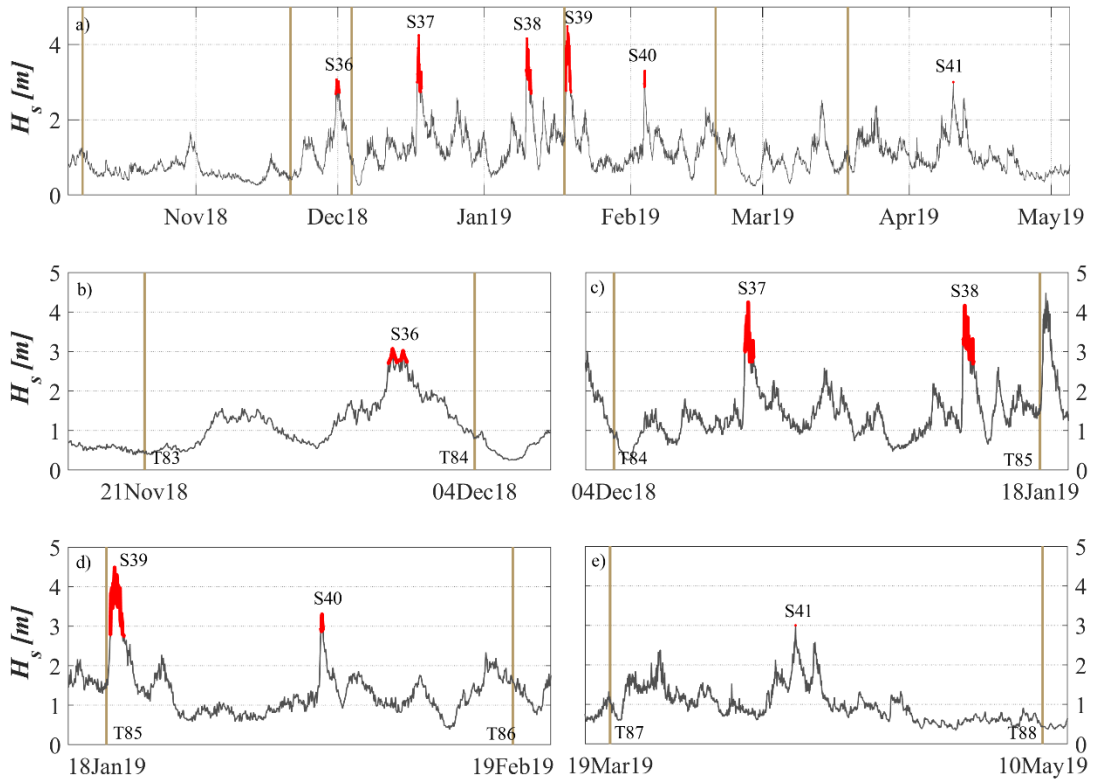 a)
S36
S37
S38
S39
S40
S41
H_s [m]
4
2
0
Nov18
Dec18
Jan19
Feb19
Mar19
Apr19
May19
b)
S36
H_s [m]
5
4
3
2
1
0
T83
T84
21Nov18
04Dec18
c)
S37
S38
5
4
3
2
1
0
T84
T85
04Dec18
18Jan19
d)
S39
S40
H_s [m]
5
4
3
2
1
0
T85
T86
18Jan19
19Feb19
e)
S41
5
4
3
2
1
0
T87
T88
19Mar19
10May19